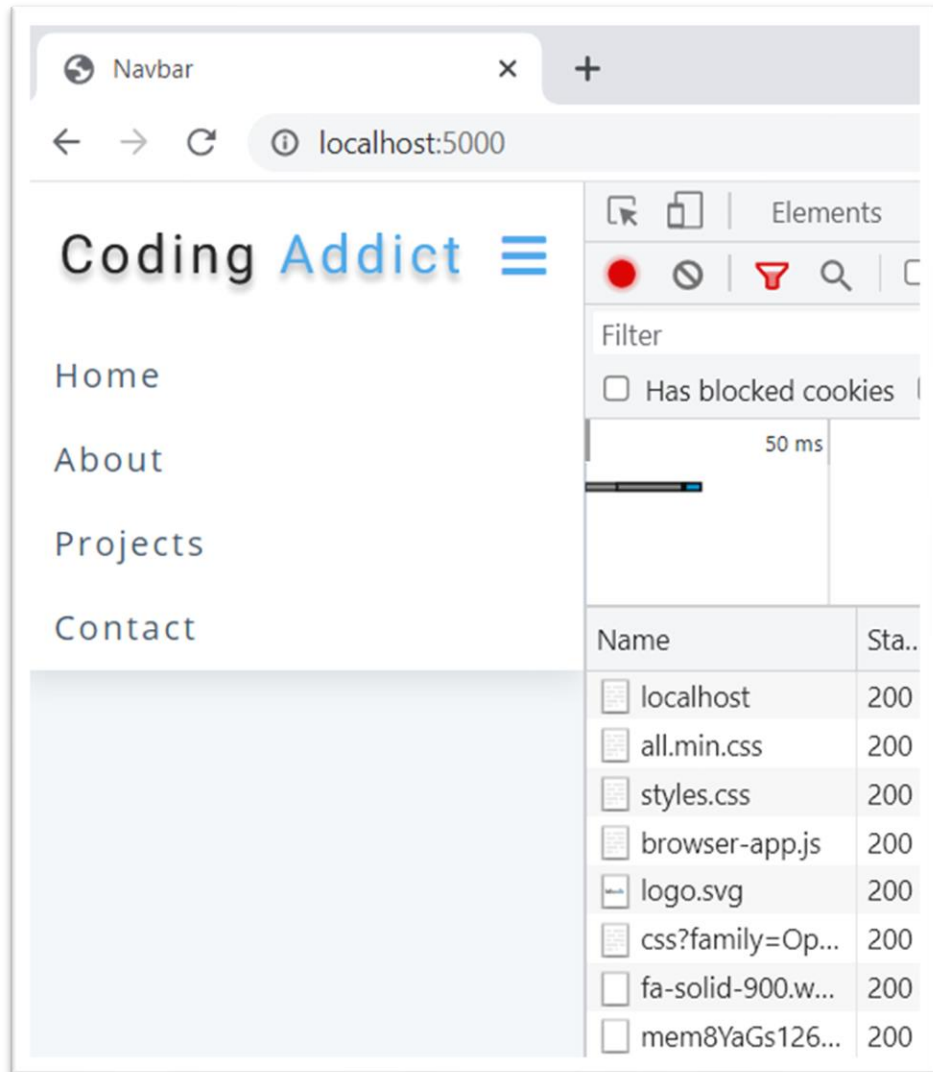 Navbar
localhost:5000
Coding Addict
Home
About
Projects
Contact
Elements
Filter
Has blocked cookies
50 ms
Name Sta..
localhost 200
all.min.css 200
styles.css 200
browser-app.js 200
logo.svg 200
css?family=Op... 200
fa-solid-900.w... 200
mem8YaGs126... 200